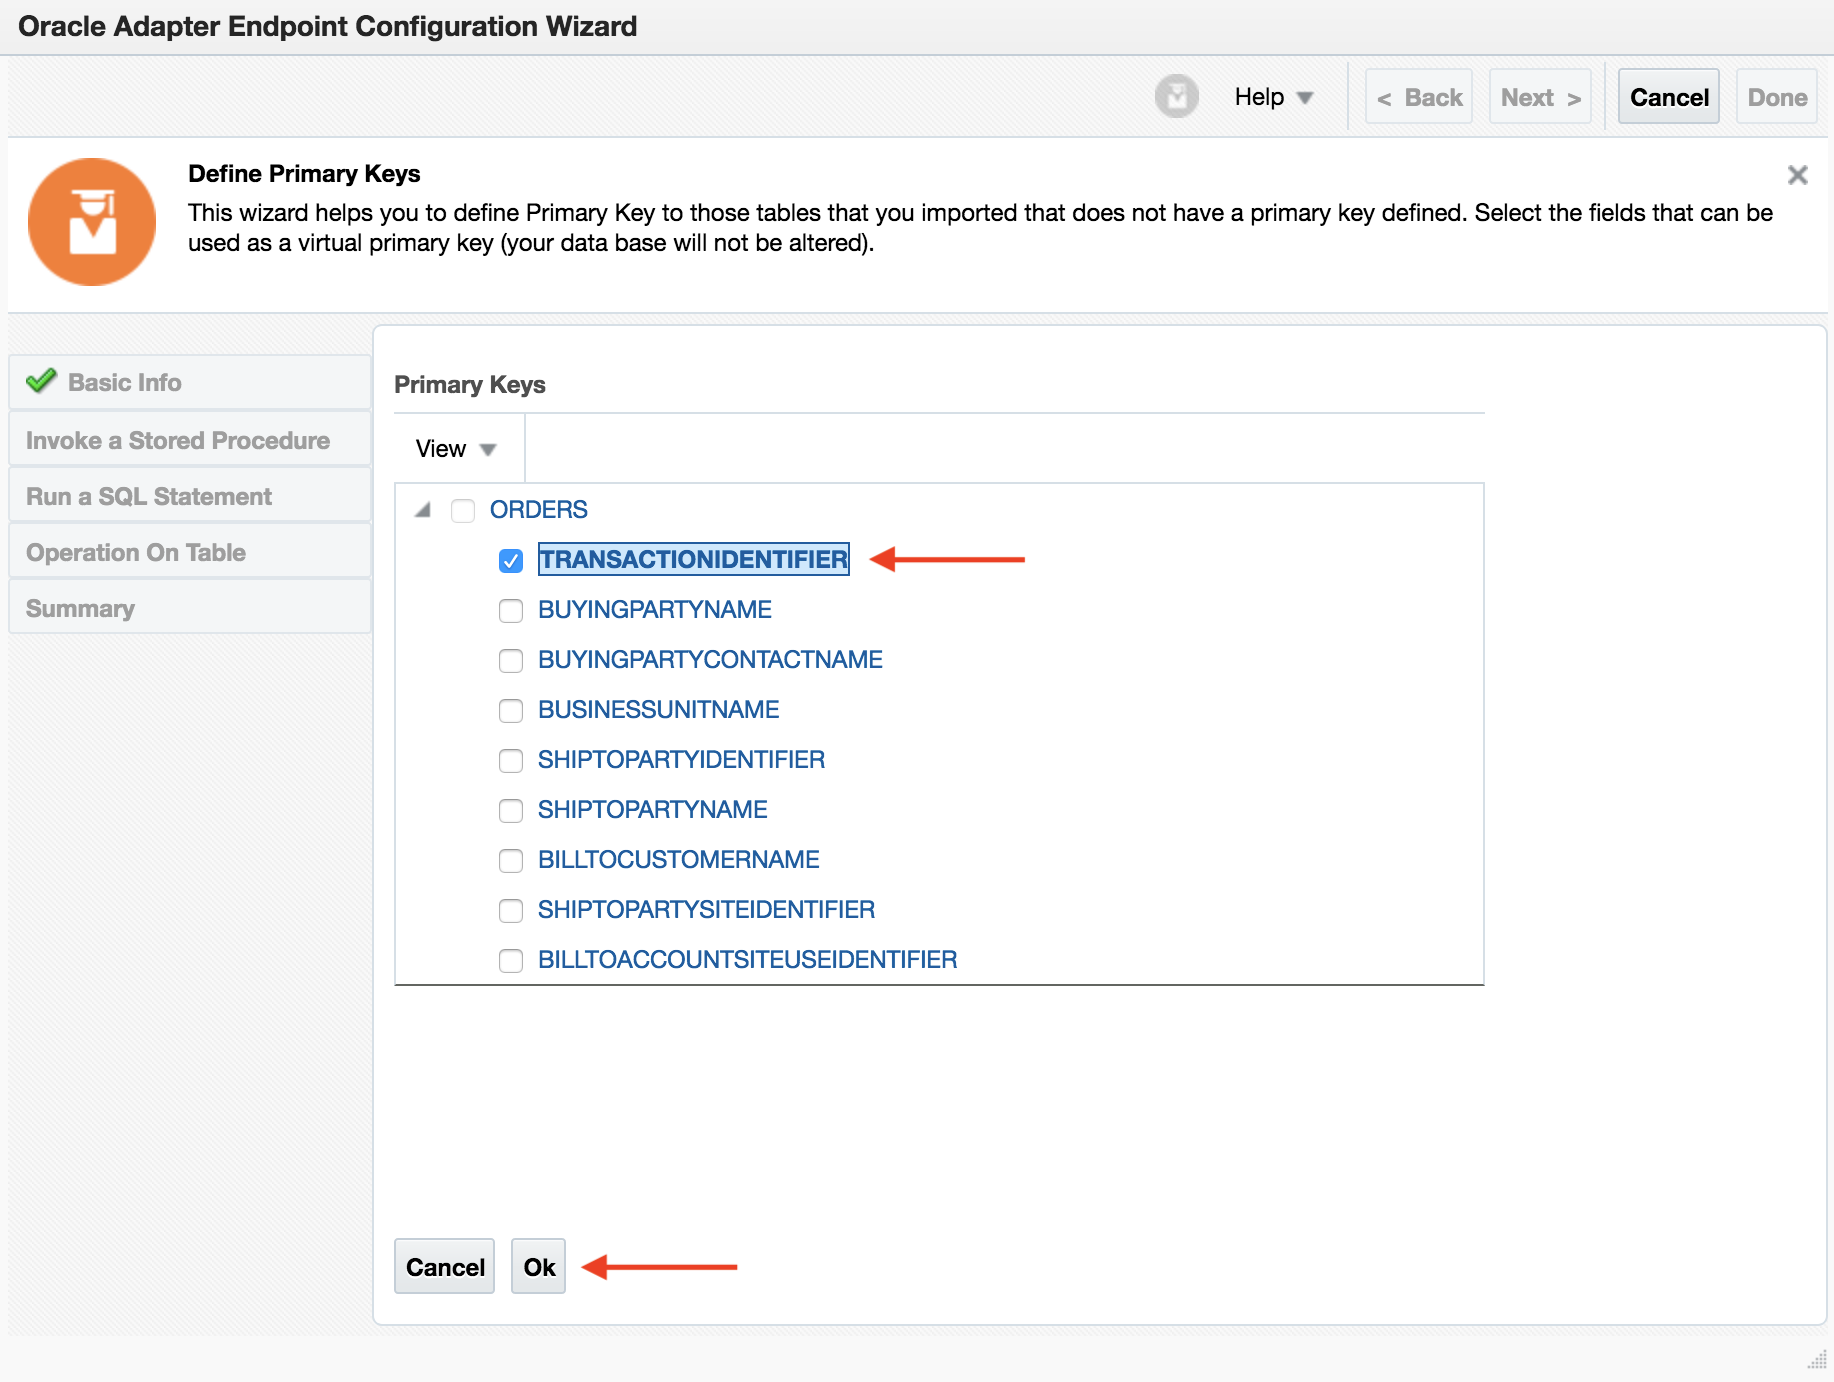 Oracle Adapter Endpoint Configuration Wizard
Help
< Back
Next >
Cancel
Done
Define Primary Keys
This wizard helps you to define Primary Key to those tables that you imported that does not have a primary key defined. Select the fields that can be
used as a virtual primary key (your data base will not be altered).
Basic Info
Invoke a Stored Procedure
Run a SQL Statement
Operation On Table
Summary
Primary Keys
View
ORDERS
TRANSACTIONIDENTIFIER
BUYINGPARTYNAME
BUYINGPARTYCONTACTNAME
BUSINESSUNITNAME
SHIPTOPARTYIDENTIFIER
SHIPTOPARTYNAME
BILLTOCUSTOMERNAME
SHIPTOPARTYSITEIDENTIFIER
BILLTOACCOUNTSITEUSEIDENTIFIER
Cancel
Ok